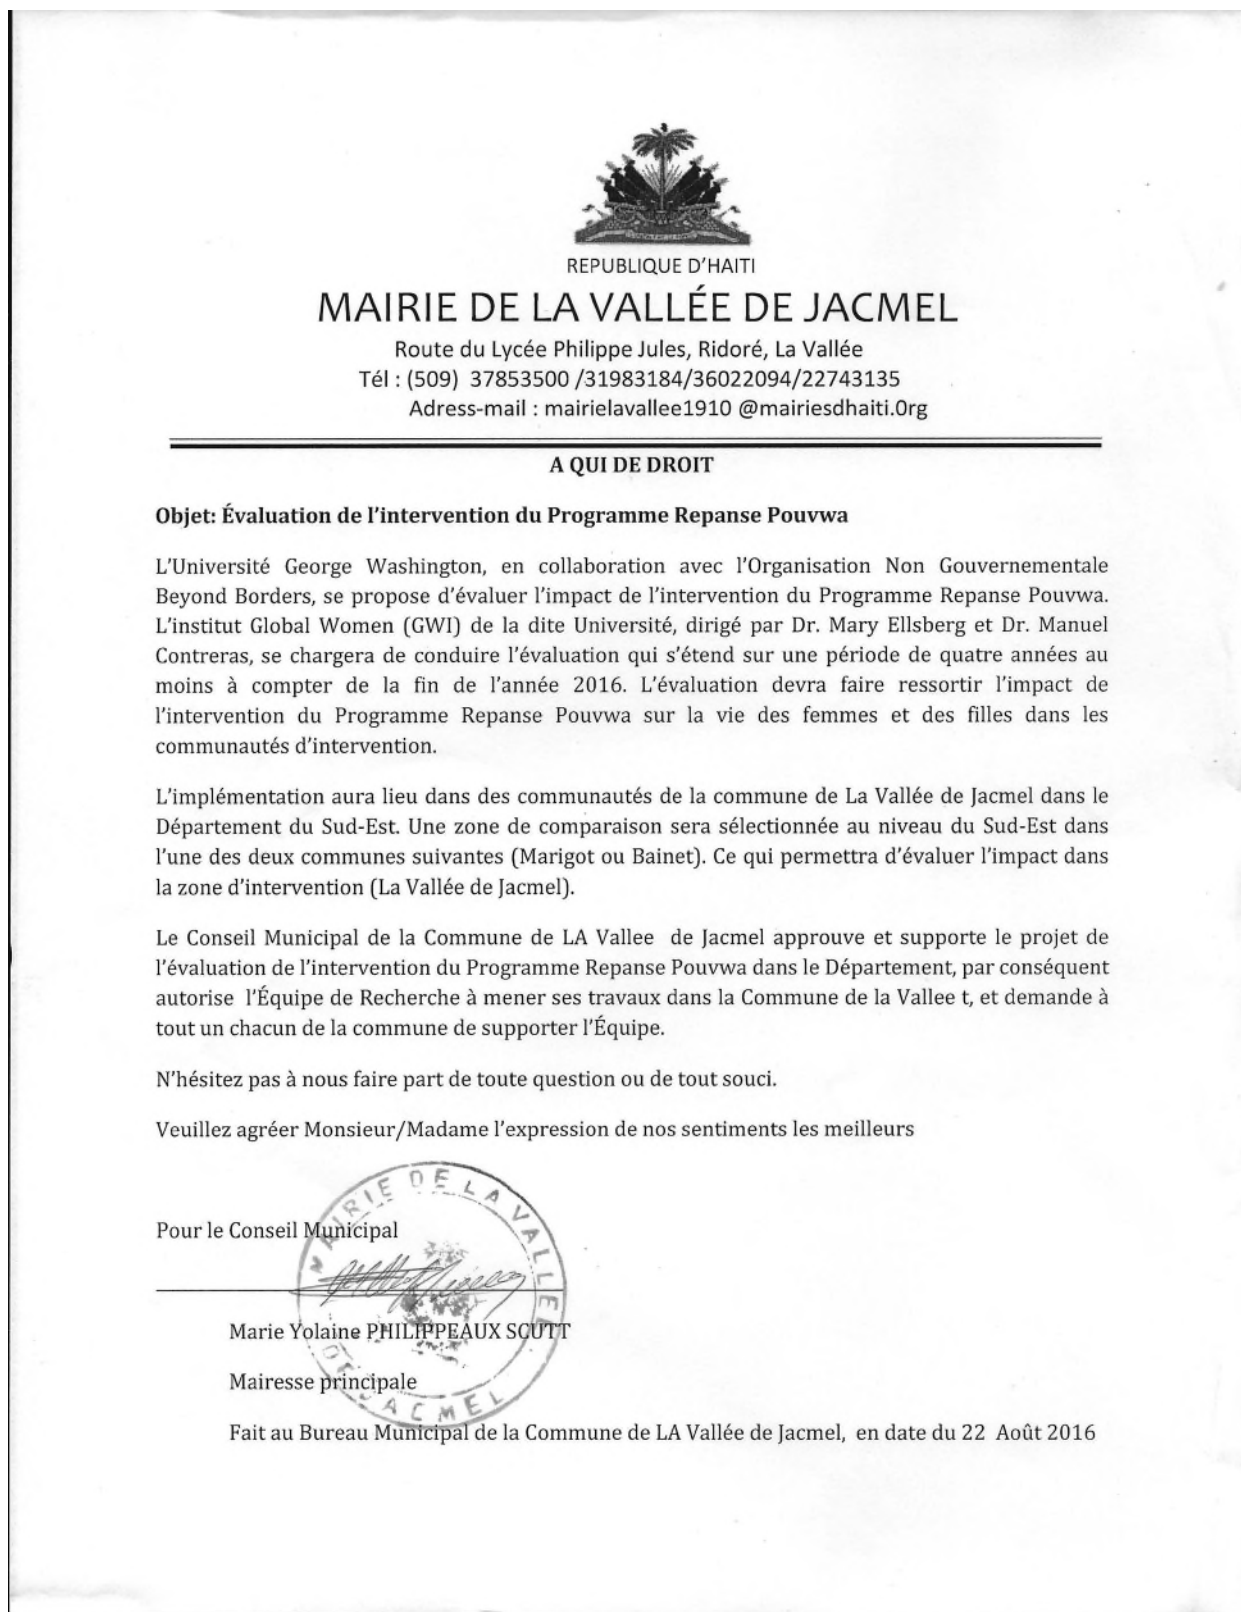 REPUBLIQUE D'HAITI
MAIRIE DE LA VALLÉE DE JACMEL
Route du Lycée Philippe Jules, Ridoré, La Vallée
Tél : (509) 37853500 /31983184/36022094/22743135
Adress-mail : mairielavallee1910 @mairiesdhaiti.0rg
A QUI DE DROIT
Objet: Évaluation de l'intervention du Programme Repanse Pouvwa
L'Université George Washington, en collaboration avec l'Organisation Non Gouvernementale
Beyond Borders, se propose d'évaluer l'impact de l'intervention du Programme Repanse Pouvwa.
L'institut Global Women (GWI) de la dite Université, dirigé par Dr. Mary Ellsberg et Dr. Manuel
Contreras, se chargera de conduire l'évaluation qui s'étend sur une période de quatre années au
moins à compter de la fin de l'année 2016. L'évaluation devra faire ressortir l'impact de
l'intervention du Programme Repanse Pouvwa sur la vie des femmes et des filles dans les
communautés d'intervention.
L'implémentation aura lieu dans des communautés de la commune de La Vallée de Jacmel dans le
Département du Sud-Est. Une zone de comparaison sera sélectionnée au niveau du Sud-Est dans
l'une des deux communes suivantes (Marigot ou Bainet). Ce qui permettra d'évaluer l'impact dans
la zone d'intervention (La Vallée de Jacmel).
Le Conseil Municipal de la Commune de LA Vallee de Jacmel approuve et supporte le projet de
l'évaluation de l'intervention du Programme Repanse Pouvwa dans le Département, par conséquent
autorise l'Équipe de Recherche à mener ses travaux dans la Commune de la Vallee t, et demande à
tout un chacun de la commune de supporter l'Équipe.
N'hésitez pas à nous faire part de toute question ou de tout souci.
Veuillez agréer Monsieur/Madame l'expression de nos sentiments les meilleurs
MAIRIE DE LA VALLEE
DE JACMEL
Pour le Conseil Municipal
Marie Yolaine PHILIPPEAUX SCUTT
Mairesse principale
Fait au Bureau Municipal de la Commune de LA Vallée de Jacmel, en date du 22 Août 2016